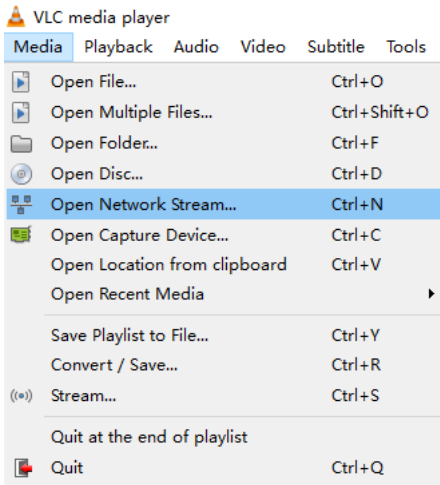 VLC media player
Media Playback Audio Video Subtitle Tools
Open File... Ctrl+O
Open Multiple Files... Ctrl+Shift+O
Open Folder... Ctrl+F
Open Disc... Ctrl+D
Open Network Stream... Ctrl+N
Open Capture Device... Ctrl+C
Open Location from clipboard Ctrl+V
Open Recent Media
Save Playlist to File... Ctrl+Y
Convert / Save... Ctrl+R
Stream... Ctrl+S
Quit at the end of playlist
Quit Ctrl+Q